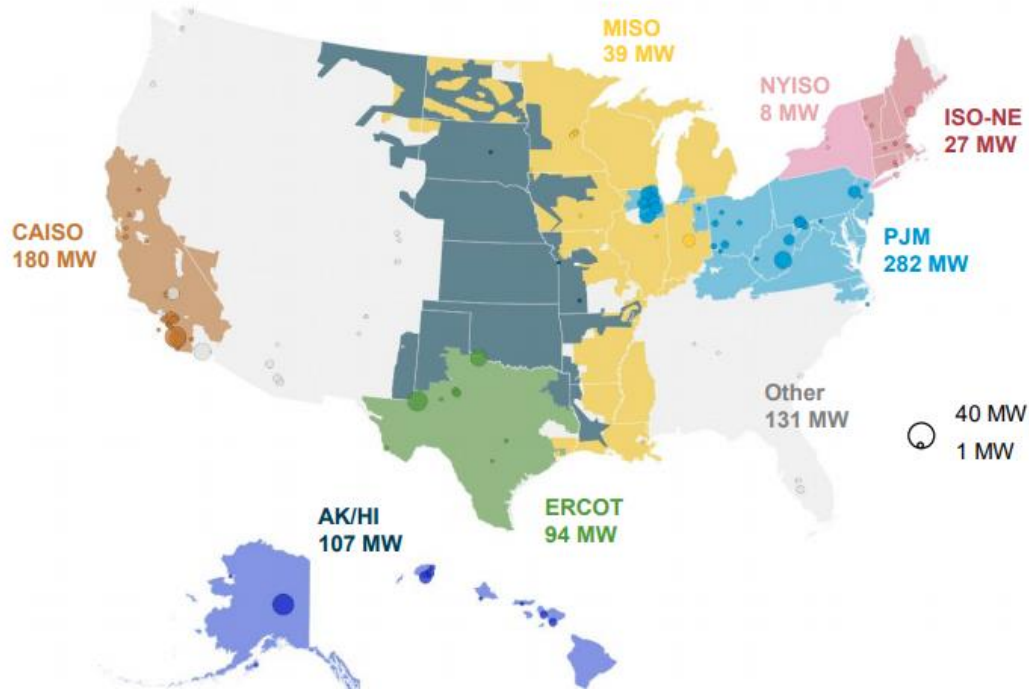 MISO
39 MW
NYISO
8 MW
ISO-NE
27 MW
CAISO
180 MW
PJM
282 MW
Other
131 MW
40 MW
1 MW
ERCOT
94 MW
AK/HI
107 MW